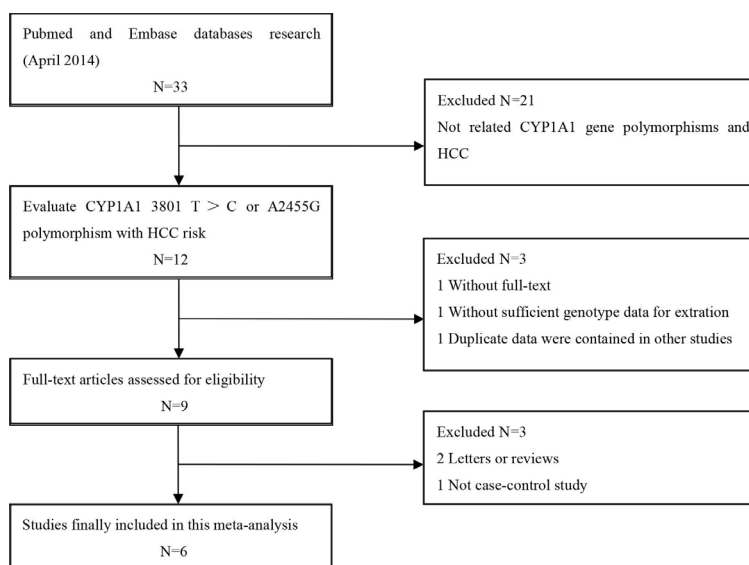 Pubmed and Embase databases research
(April 2014)
N=33
Excluded N=21
Not related CYP1A1 gene polymorphisms and
HCC
Evaluate CYP1A1 3801 T > C or A2455G
polymorphism with HCC risk
N=12
Excluded N=3
1 Without full-text
1 Without sufficient genotype data for extration
1 Duplicate data were contained in other studies
Full-text articles assessed for eligibility
N=9
Excluded N=3
2 Letters or reviews
1 Not case-control study
Studies finally included in this meta-analysis
N=6